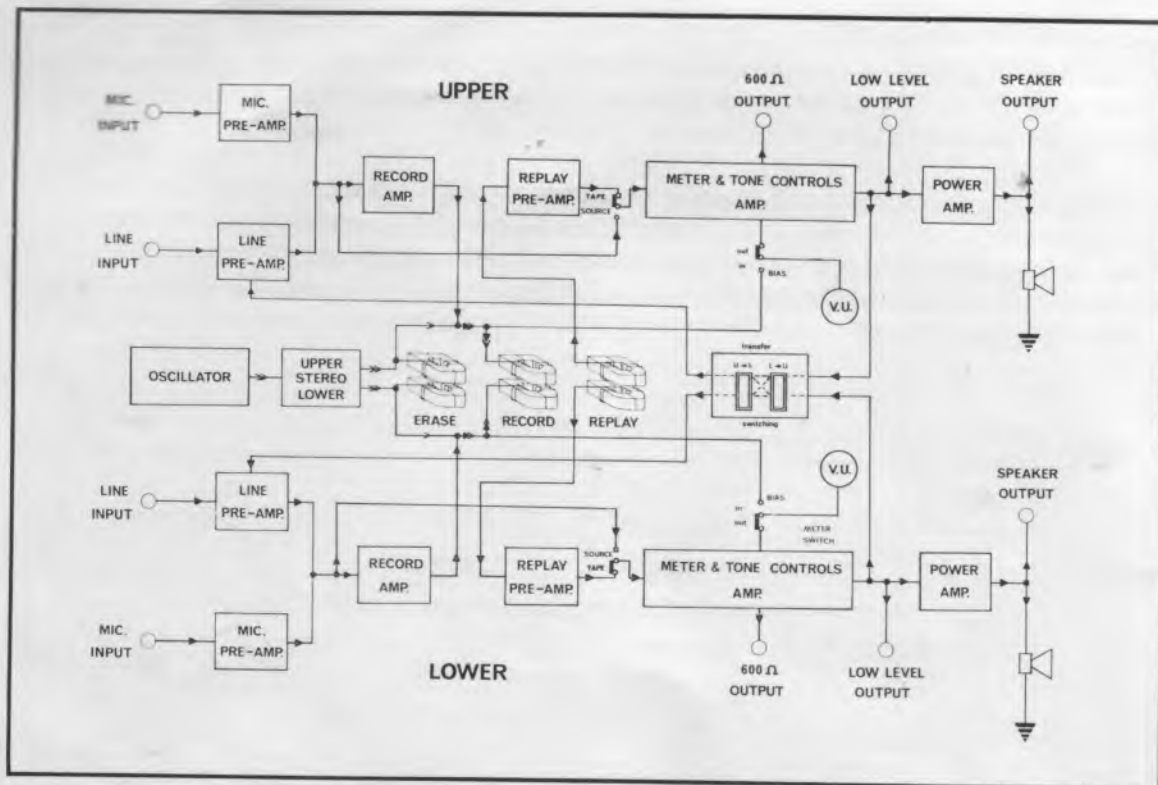 UPPER
MIC.
INPUT
MIC.
PRE-AMP.
RECORD
AMP.
LINE
INPUT
LINE
PRE-AMP.
REPLAY
PRE-AMP.
TAPE
SOURCE
600 Ω
OUTPUT
LOW LEVEL
OUTPUT
SPEAKER
OUTPUT
METER & TONE CONTROLS
AMP.
POWER
AMP.
out
in
BIAS
V.U.
OSCILLATOR
UPPER
STEREO
LOWER
ERASE
RECORD
REPLAY
transfer
U→L
L→U
switching
LINE
INPUT
LINE
PRE-AMP.
RECORD
AMP.
REPLAY
PRE-AMP.
SOURCE
TAPE
BIAS
in
out
V.U.
METER
SWITCH
METER & TONE CONTROLS
AMP.
POWER
AMP.
SPEAKER
OUTPUT
MIC.
INPUT
MIC.
PRE-AMP.
LOWER
600 Ω
OUTPUT
LOW LEVEL
OUTPUT